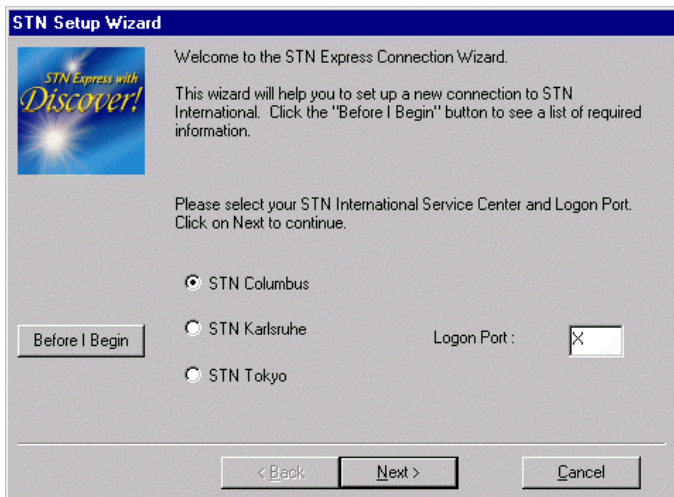 STN Setup Wizard
STN Express with
Discover!
Welcome to the STN Express Connection Wizard.
This wizard will help you to set up a new connection to STN
International. Click the "Before I Begin" button to see a list of required
information.
Please select your STN International Service Center and Logon Port.
Click on Next to continue.
STN Columbus
STN Karlsruhe
STN Tokyo
Before I Begin
Logon Port :
X
< Back
Next >
Cancel